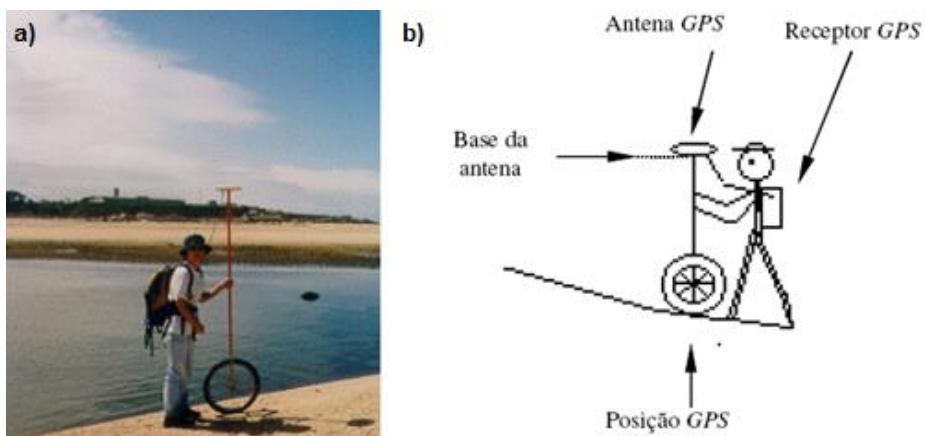 a)
b)
Antena GPS
Receptor GPS
Base da
antena
Posição GPS